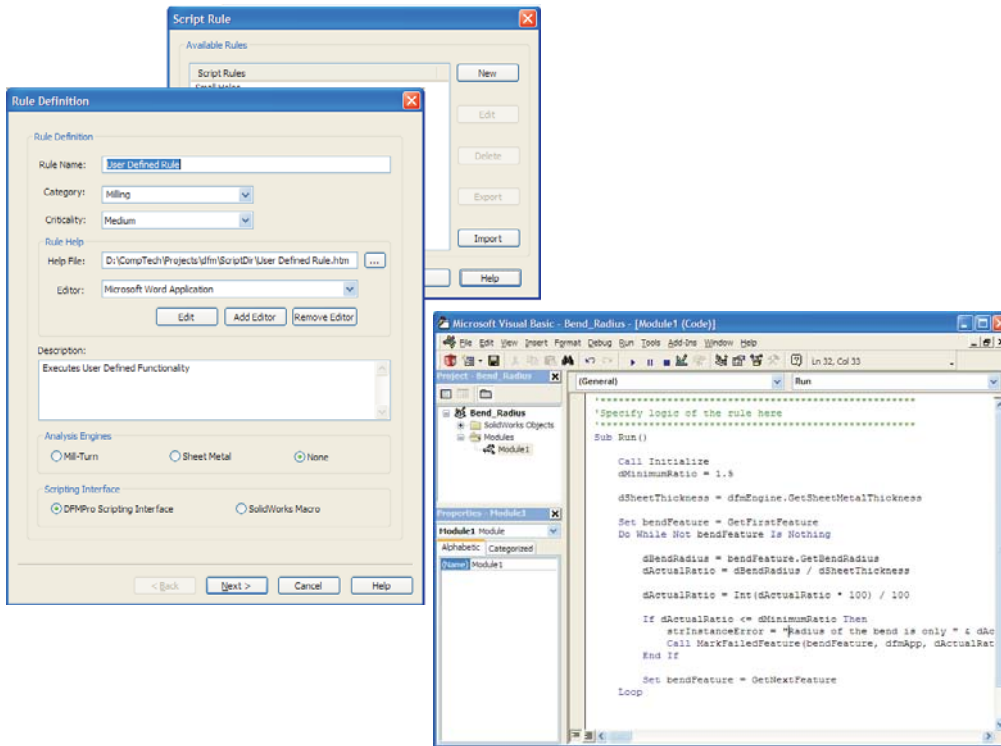 Script Rule
Available Rules
Script Rules
Small Holes
New
Edit
Delete
Export
Import
Help
Rule Definition
Rule Definition
Rule Name: User Defined Rule
Category: Milling
Criticality: Medium
Rule Help
Help File: D:\CompTech\Projects\dfm\ScriptDir\User Defined Rule.htm ...
Editor: Microsoft Word Application
Edit Add Editor Remove Editor
Description:
Executes User Defined Functionality
Analysis Engines
Mill-Turn Sheet Metal None
Scripting Interface
DFMPro Scripting Interface SolidWorks Macro
< Back Next > Cancel Help
Microsoft Visual Basic - Bend_Radius - [Module1 (Code)]
File Edit View Insert Format Debug Run Tools Add-Ins Window Help
Ln 32, Col 33
Project - Bend_Radius
Bend_Radius
SolidWorks Objects
Modules
Module1
Properties - Module1
Module1 Module
Alphabetic Categorized
(Name) Module1
(General) Run
'Specify logic of the rule here
Sub Run()
Call Initialize
dMinimumRatio = 1.5
dSheetThickness = dfmEngine.GetSheetMetalThickness
Set bendFeature = GetFirstFeature
Do While Not bendFeature Is Nothing
dBendRadius = bendFeature.GetBendRadius
dActualRatio = dBendRadius / dSheetThickness
dActualRatio = Int(dActualRatio * 100) / 100
If dActualRatio <= dMinimumRatio Then
strInstanceError = "Radius of the bend is only " & dAc
Call MarkFailedFeature(bendFeature, dfmApp, dActualRat
End If
Set bendFeature = GetNextFeature
Loop